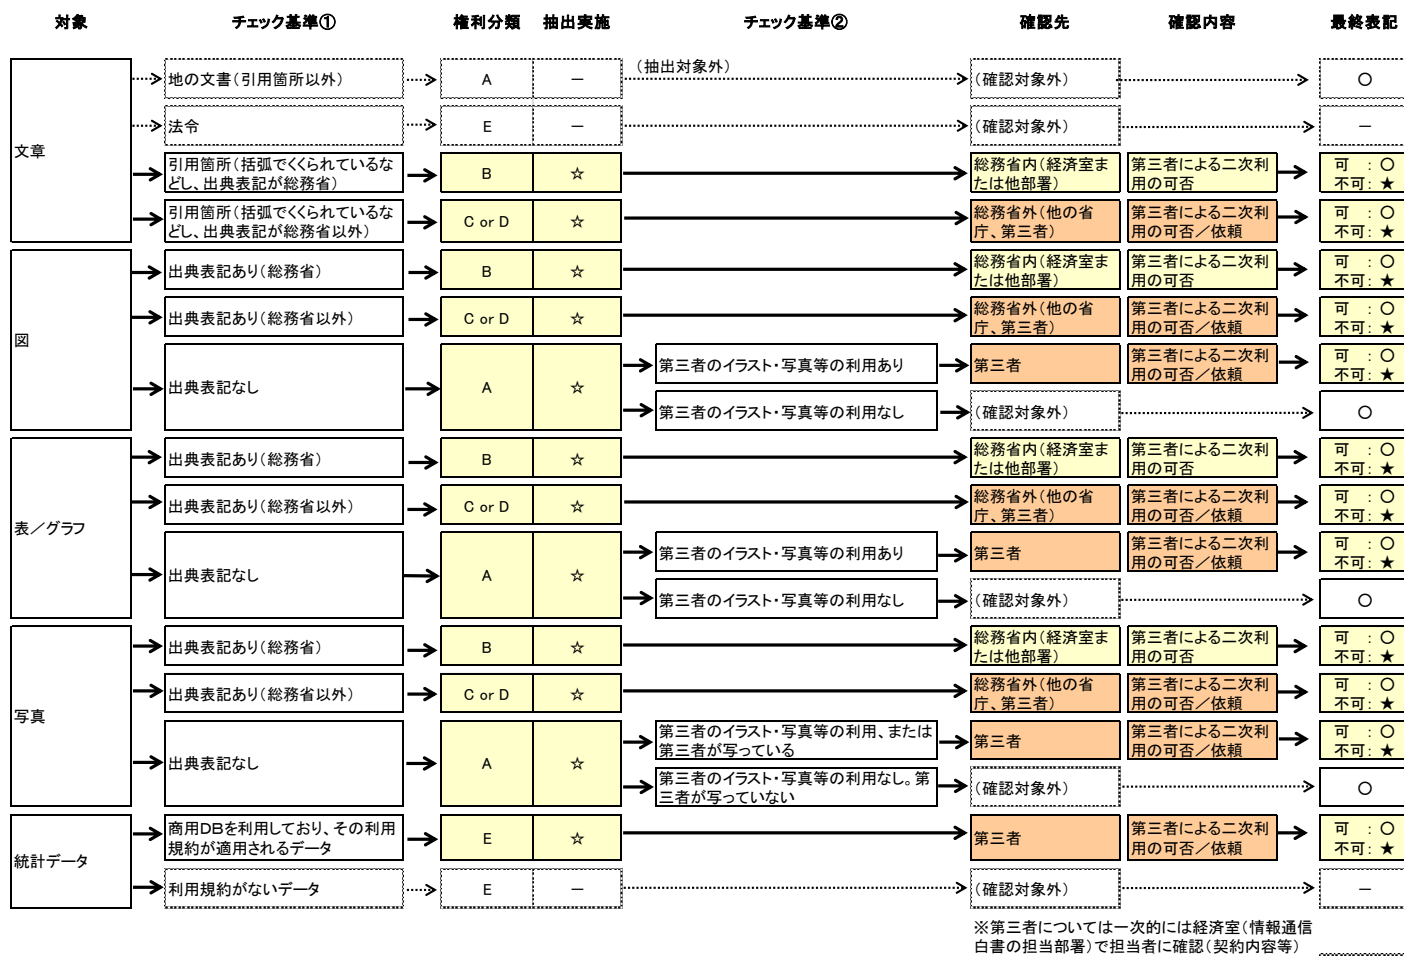 対象 チェック基準① 権利分類 抽出実施 チェック基準② 確認先 確認内容 最終表記
文章
地の文書（引用箇所以外） A － （抽出対象外） （確認対象外） ○
法令 E － （確認対象外） －
引用箇所（括弧でくくられているな
どし、出典表記が総務省） B ☆ 総務省内（経済室ま
たは他部署） 第三者による二次利
用の可否 可　：○
不可：★
引用箇所（括弧でくくられているな
どし、出典表記が総務省以外） C or D ☆ 総務省外（他の省
庁、第三者） 第三者による二次利
用の可否／依頼 可　：○
不可：★
図
出典表記あり（総務省） B ☆ 総務省内（経済室ま
たは他部署） 第三者による二次利
用の可否 可　：○
不可：★
出典表記あり（総務省以外） C or D ☆ 総務省外（他の省
庁、第三者） 第三者による二次利
用の可否／依頼 可　：○
不可：★
出典表記なし A ☆
第三者のイラスト・写真等の利用あり 第三者 第三者による二次利
用の可否／依頼 可　：○
不可：★
第三者のイラスト・写真等の利用なし （確認対象外） ○
表／グラフ
出典表記あり（総務省） B ☆ 総務省内（経済室ま
たは他部署） 第三者による二次利
用の可否 可　：○
不可：★
出典表記あり（総務省以外） C or D ☆ 総務省外（他の省
庁、第三者） 第三者による二次利
用の可否／依頼 可　：○
不可：★
出典表記なし A ☆
第三者のイラスト・写真等の利用あり 第三者 第三者による二次利
用の可否／依頼 可　：○
不可：★
第三者のイラスト・写真等の利用なし （確認対象外） ○
写真
出典表記あり（総務省） B ☆ 総務省内（経済室ま
たは他部署） 第三者による二次利
用の可否 可　：○
不可：★
出典表記あり（総務省以外） C or D ☆ 総務省外（他の省
庁、第三者） 第三者による二次利
用の可否／依頼 可　：○
不可：★
出典表記なし A ☆
第三者のイラスト・写真等の利用、または
第三者が写っている 第三者 第三者による二次利
用の可否／依頼 可　：○
不可：★
第三者のイラスト・写真等の利用なし。第
三者が写っていない （確認対象外） ○
統計データ
商用DBを利用しており、その利用
規約が適用されるデータ E ☆ 第三者 第三者による二次利
用の可否／依頼 可　：○
不可：★
利用規約がないデータ E － （確認対象外） －
※第三者については一次的には経済室（情報通信
白書の担当部署）で担当者に確認（契約内容等）